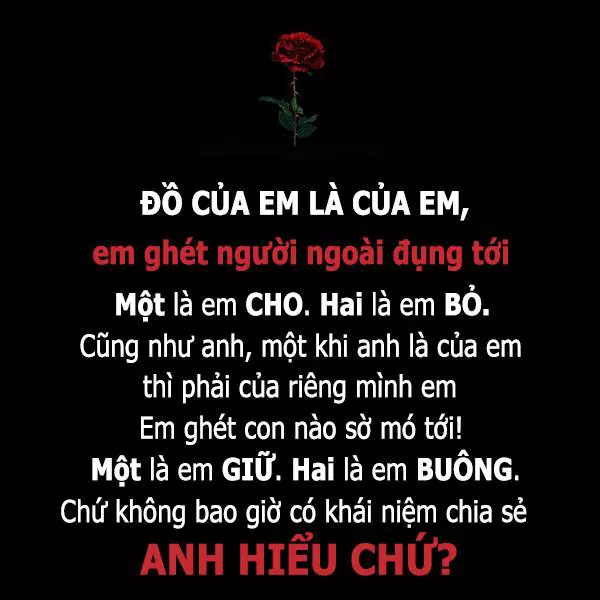 ĐỒ CỦA EM LÀ CỦA EM,
em ghét người ngoài đụng tới
Một là em CHO. Hai là em BỎ.
Cũng như anh, một khi anh là của em
thì phải của riêng mình em
Em ghét con nào sờ mó tới!
Một là em GIỮ. Hai là em BUÔNG.
Chứ không bao giờ có khái niệm chia sẻ
ANH HIỂU CHỨ?